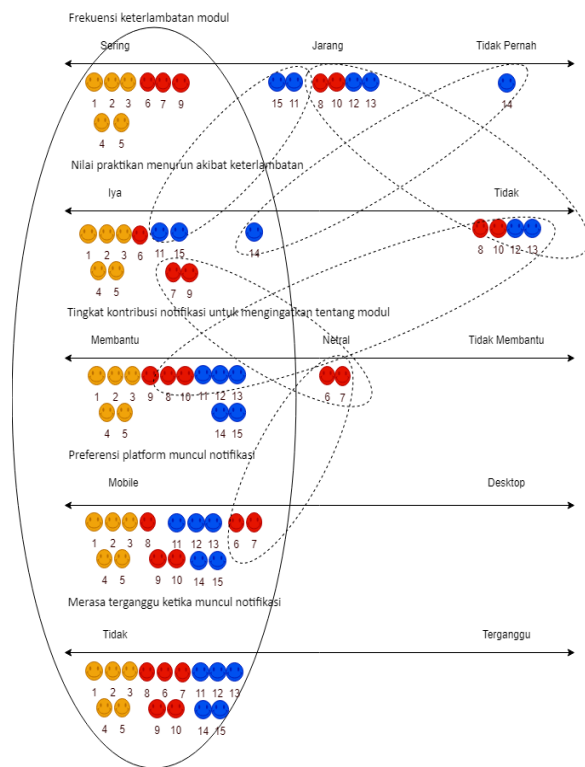 Frekuensi keterlambatan modul
Sering Jarang Tidak Pernah
1 2 3 6 7 9 15 11 8 10 12 13 14
4 5
Nilai praktikan menurun akibat keterlambatan
Iya Tidak
1 2 3 6 11 15 14 8 10 12 13
4 5 7 9
Tingkat kontribusi notifikasi untuk mengingatkan tentang modul
Membantu Netral Tidak Membantu
1 2 3 9 8 10 11 12 13 6 7
4 5 14 15
Preferensi platform muncul notifikasi
Mobile Desktop
1 2 3 8 11 12 13 6 7
4 5 9 10 14 15
Merasa terganggu ketika muncul notifikasi
Tidak Terganggu
1 2 3 8 6 7 11 12 13
4 5 9 10 14 15